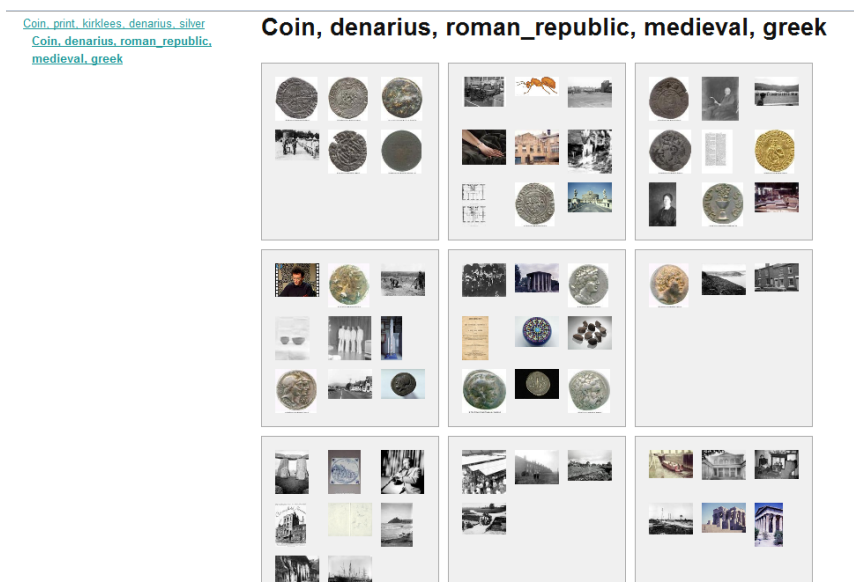 Coin, print, kirklees, denarius, silver
Coin, denarius, roman_republic,
medieval, greek
Coin, denarius, roman_republic, medieval, greek